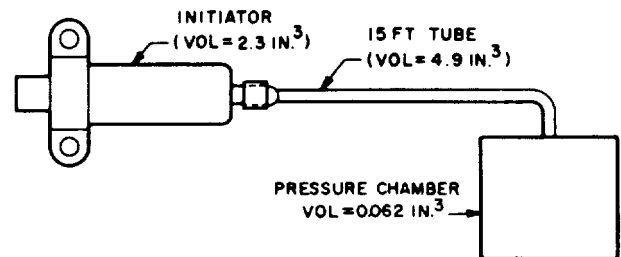 INITIATOR
(VOL=2.3 IN.3)
15 FT TUBE
(VOL=4.9 IN.3)
PRESSURE CHAMBER
VOL=0.062 IN.3